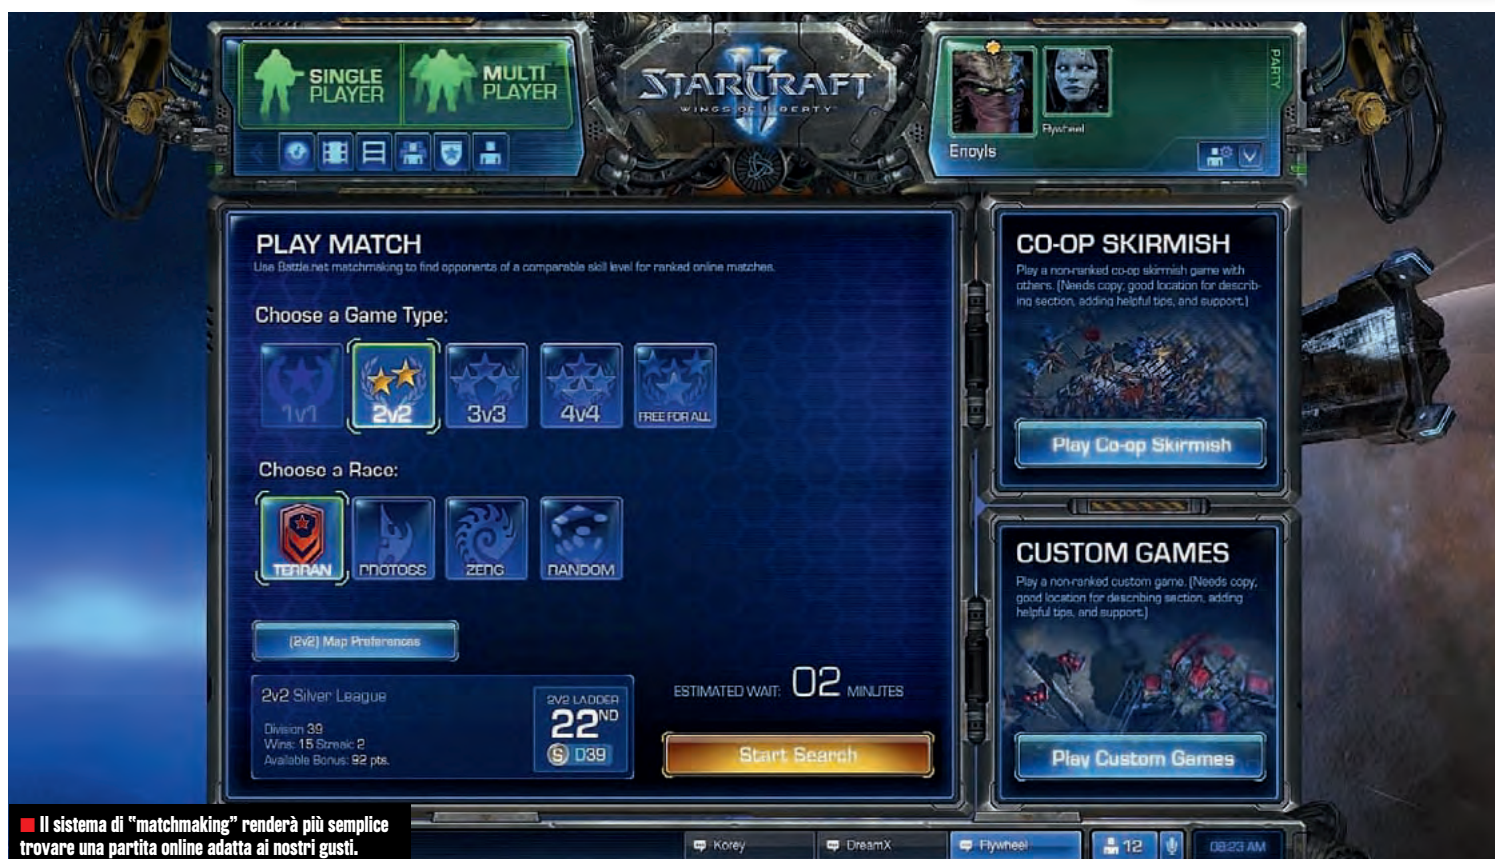 SINGLE
PLAYER
MULTI
PLAYER
STARCRAFT
II
WINGS OF LIBERTY
PARTY
Enoyls
Flywheel
PLAY MATCH
Use Battle.net matchmaking to find opponents of a comparable skill level for ranked online matches.
Choose a Game Type:
1v1
2v2
3v3
4v4
FREE FOR ALL
Choose a Race:
TERRAN
PROTOSS
ZERG
RANDOM
(2v2) Map Preferences
2v2 Silver League
Division 39
Wins: 15 Streak: 2
Available Bonus: 92 pts.
2V2 LADDER
22ND
S D39
ESTIMATED WAIT: 02 MINUTES
Start Search
CO-OP SKIRMISH
Play a non-ranked co-op skirmish game with
others. (Needs copy, good location for describ-
ing section, adding helpful tips, and support.)
Play Co-op Skirmish
CUSTOM GAMES
Play a non-ranked custom game. (Needs copy,
good location for describing section, adding
helpful tips, and support.)
Play Custom Games
Korey
DreamX
Flywheel
12
08:23 AM
Il sistema di "matchmaking" renderà più semplice
trovare una partita online adatta ai nostri gusti.